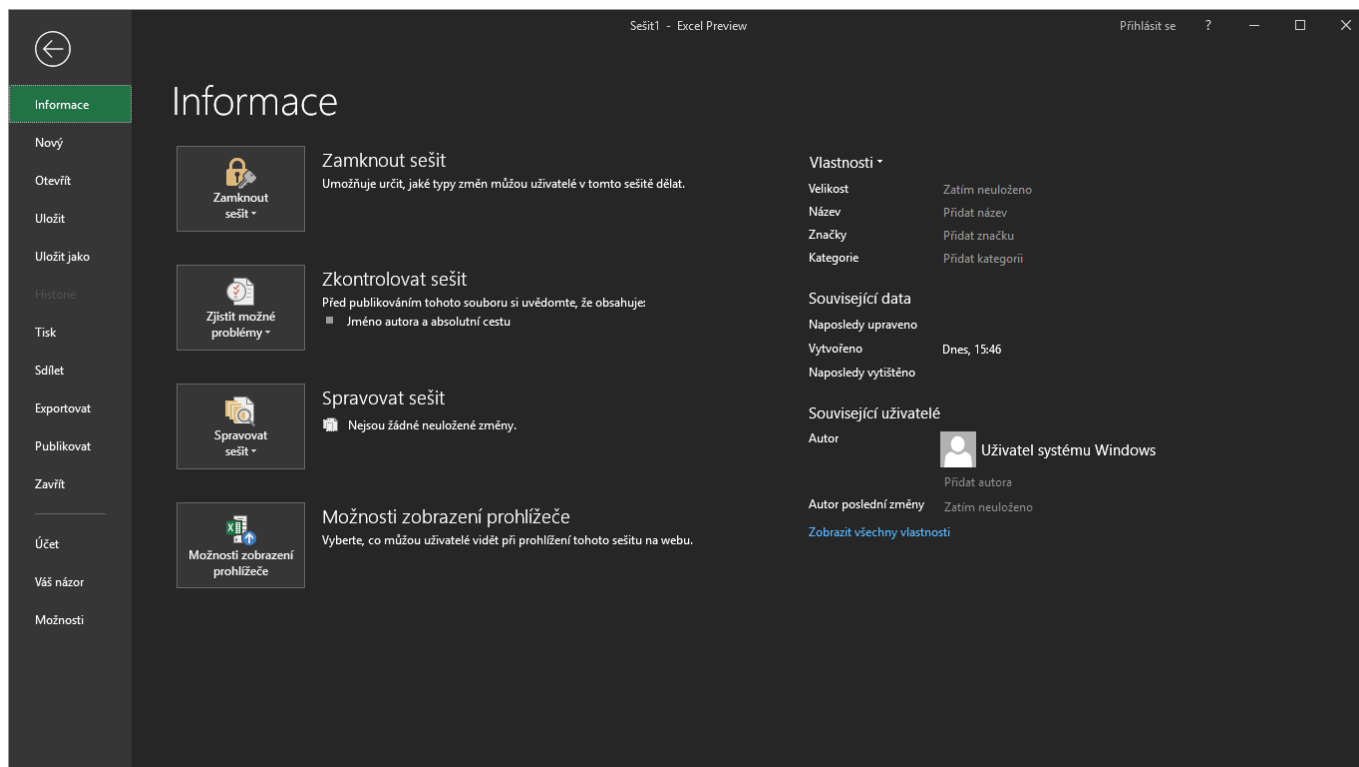 Sešit1 - Excel Preview
Přihlásit se ?
Informace
Nový
Otevřít
Uložit
Uložit jako
Historie
Tisk
Sdílet
Exportovat
Publikovat
Zavřít
Účet
Váš názor
Možnosti
Informace
Zamknout
sešit
Zamknout sešit
Umožňuje určit, jaké typy změn můžou uživatelé v tomto sešitě dělat.
Zjistit možné
problémy
Zkontrolovat sešit
Před publikováním tohoto souboru si uvědomte, že obsahuje:
Jméno autora a absolutní cestu
Spravovat
sešit
Spravovat sešit
Nejsou žádné neuložené změny.
Možnosti zobrazení
prohlížeče
Možnosti zobrazení prohlížeče
Vyberte, co můžou uživatelé vidět při prohlížení tohoto sešitu na webu.
Vlastnosti
Velikost Zatím neuloženo
Název Přidat název
Značky Přidat značku
Kategorie Přidat kategorii
Související data
Naposledy upraveno
Vytvořeno Dnes, 15:46
Naposledy vytištěno
Související uživatelé
Autor Uživatel systému Windows
Přidat autora
Autor poslední změny Zatím neuloženo
Zobrazit všechny vlastnosti